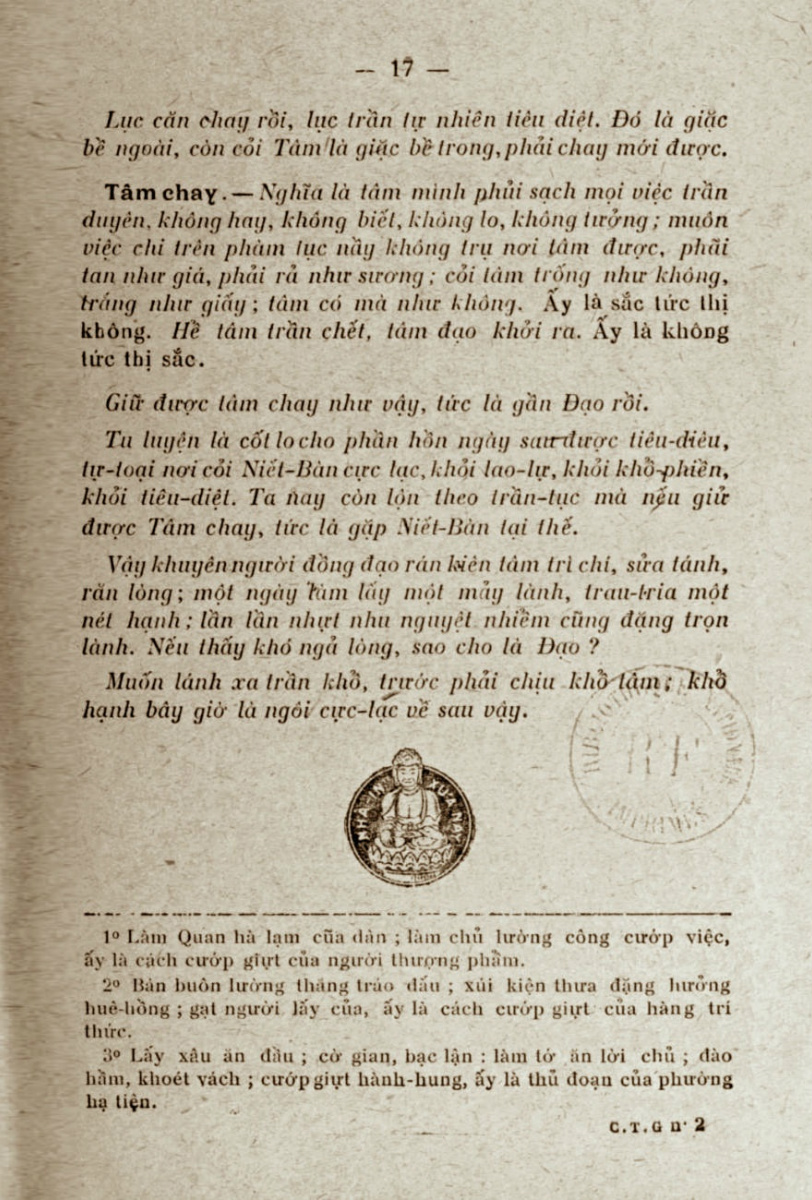 — 17 —
Lục căn chay rồi, lục trần tự nhiên tiêu diệt. Đó là giặc
bề ngoài, còn cỏi Tâm là giặc bề trong, phải chay mới được.
Tâm chay. — Nghĩa là tâm mình phủi sạch mọi việc trần
duyên, không hay, không biết, không lo, không tưởng ; muôn
việc chi trên phàm tục nầy không trụ nơi tâm được, phải
tan như giá, phải rả như sương ; cỏi tâm trống như không,
trắng như giấy ; tâm có mà như không. Ấy là sắc tức thị
không. Hề tâm trần chết, tâm đạo khởi ra. Ấy là không
tức thị sắc.
Giữ được tâm chay như vậy, tức là gần Đạo rồi.
Tu luyện là cốt lo cho phần hồn ngày sau được tiêu-diêu,
tự-toại nơi cỏi Niết-Bàn cực lạc, khỏi lao-lự, khỏi khổ-phiền,
khỏi tiêu-diệt. Ta nay còn lộn theo trần-tục mà nếu giử
được Tâm chay, tức là gặp Niết-Bàn tại thế.
Vậy khuyên người đồng đạo rán kiên tâm trì chí, sửa tánh,
răn lòng ; một ngày làm lấy một mảy lành, trau-tria một
nét hạnh ; lần lần nhựt nhu nguyệt nhiễm cũng đặng trọn
lành. Nếu thấy khó ngả lòng, sao cho là Đạo ?
Muốn lánh xa trần khổ, trước phải chịu khổ tâm ; khổ
hạnh bây giờ là ngôi cực-lạc về sau vậy.
1º Làm Quan hà lạm của dân ; làm chủ lường công cướp việc,
ấy là cách cướp giựt của người thượng phẩm.
2º Bán buôn lường thăng tráo đấu ; xủi kiện thưa đặng hưởng
huê-hồng ; gạt người lấy của, ấy là cách cướp giựt của hàng trí
thức.
3º Lấy xâu ăn đầu ; cờ gian, bạc lận : làm tớ ăn lời chủ ; đào
hầm, khoét vách ; cướp giựt hành-hung, ấy là thủ đoạn của phường
hạ tiện.
C.T.G nº 2